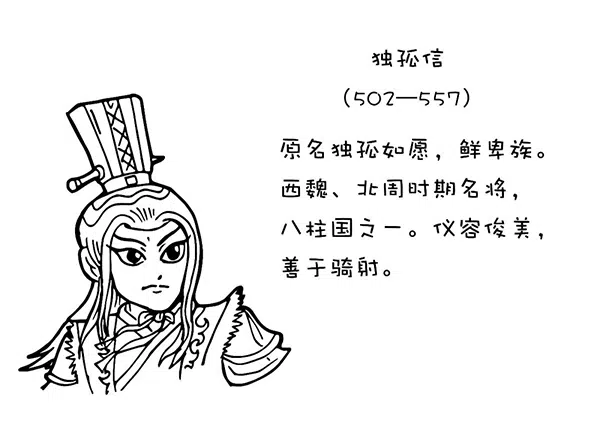 独孤信
（502—557）
原名独孤如愿，鲜卑族。
西魏、北周时期名将，
八柱国之一。仪容俊美，
善于骑射。